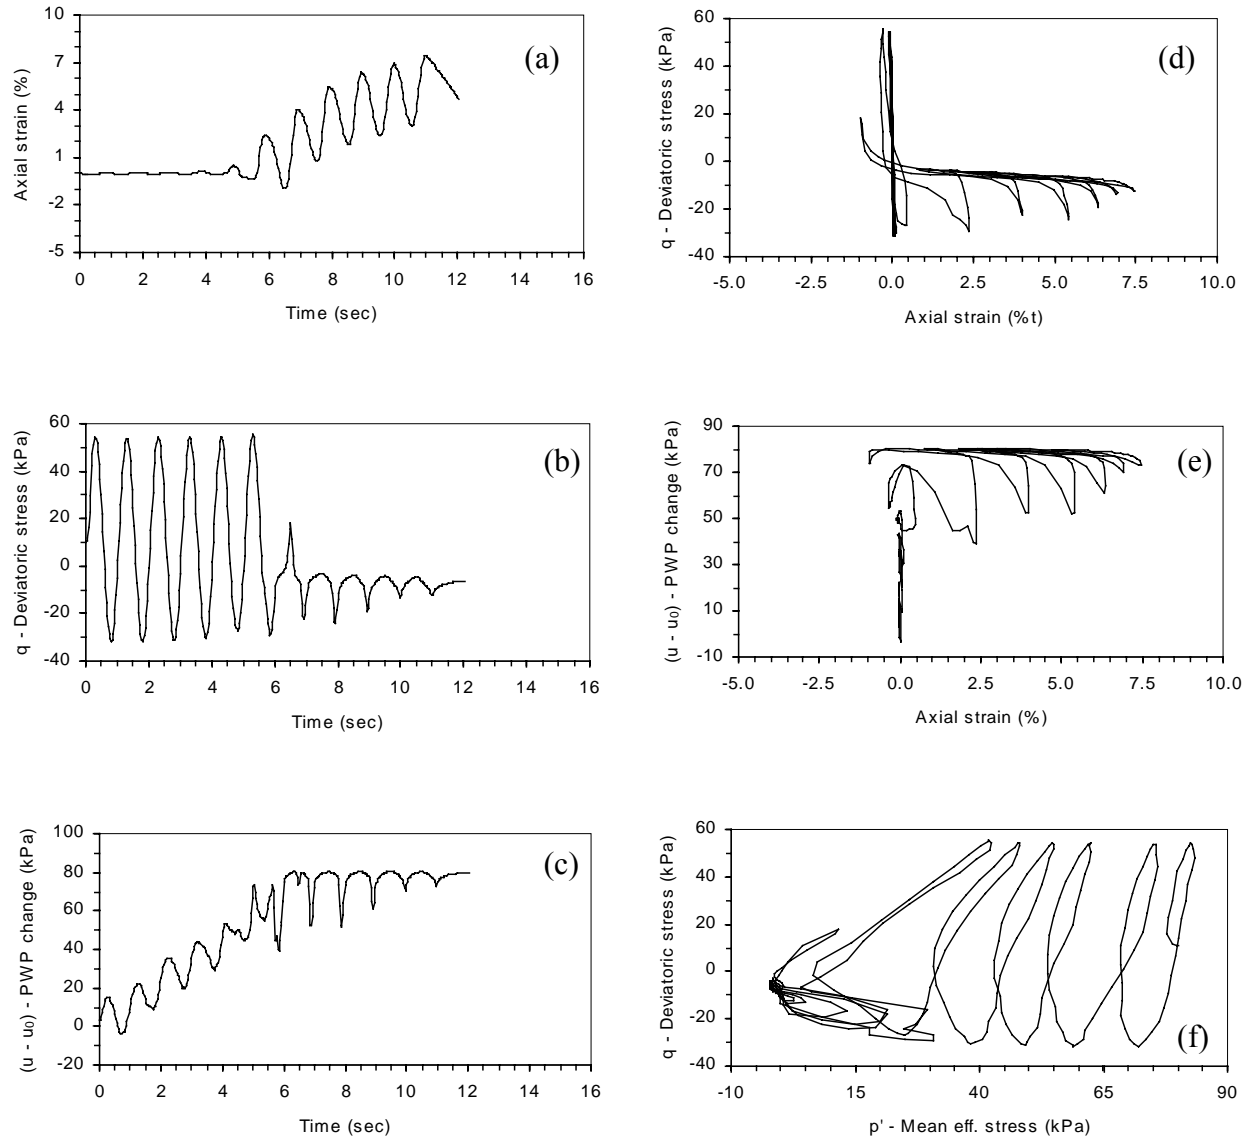 10
7
4
1
-2
-5
Axial strain (%)
(a)
0 2 4 6 8 10 12 14 16
Time (sec)
60
40
20
0
-20
-40
q - Deviatoric stress (kPa)
(d)
-5.0 -2.5 0.0 2.5 5.0 7.5 10.0
Axial strain (%t)
60
40
20
0
-20
-40
q - Deviatoric stress (kPa)
(b)
0 2 4 6 8 10 12 14 16
Time (sec)
90
70
50
30
10
-10
(u - u0) - PWP change (kPa)
(e)
-5.0 -2.5 0.0 2.5 5.0 7.5 10.0
Axial strain (%)
100
80
60
40
20
0
-20
(u - u0) - PWP change (kPa)
(c)
0 2 4 6 8 10 12 14 16
Time (sec)
60
40
20
0
-20
-40
q - Deviatoric stress (kPa)
(f)
-10 15 40 65 90
p' - Mean eff. stress (kPa)